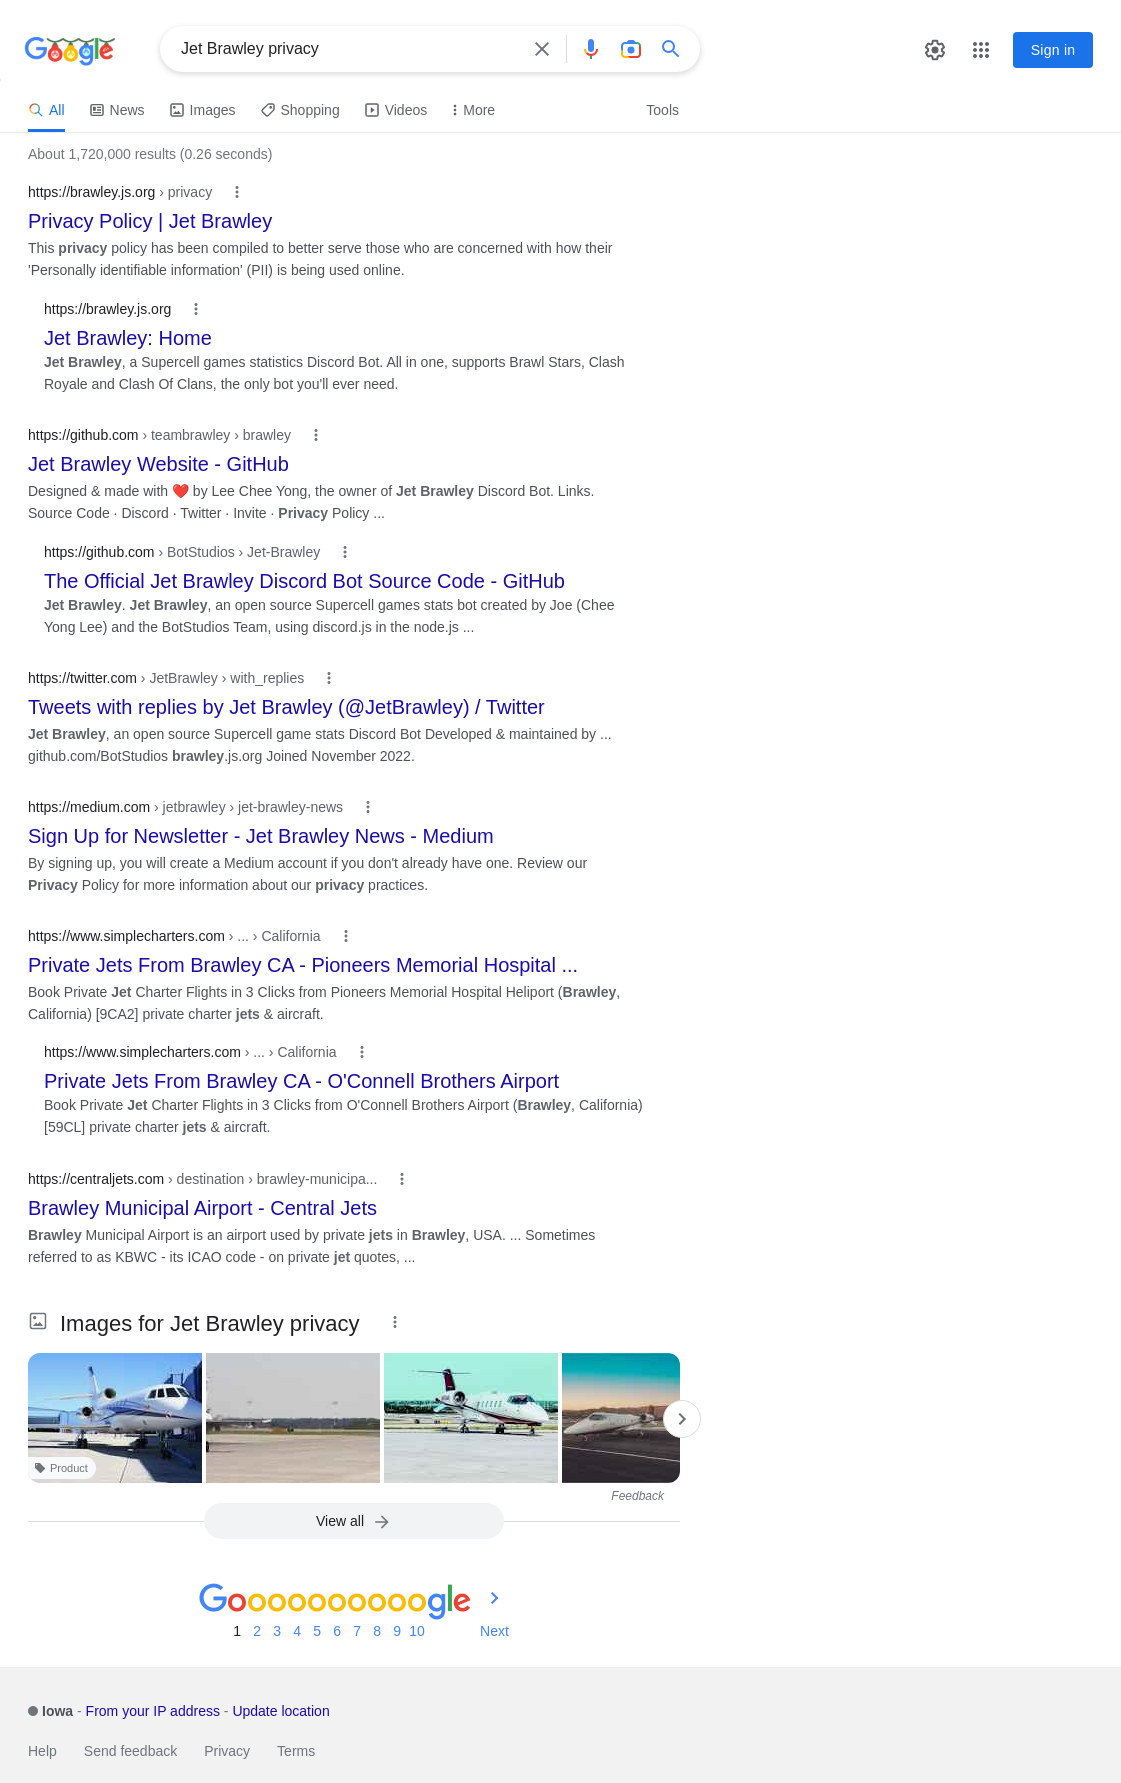 Google
Jet Brawley privacy
Sign in
All
News
Images
Shopping
Videos
More
Tools
About 1,720,000 results (0.26 seconds)
https://brawley.js.org › privacy
Privacy Policy | Jet Brawley
This privacy policy has been compiled to better serve those who are concerned with how their
'Personally identifiable information' (PII) is being used online.
https://brawley.js.org
Jet Brawley: Home
Jet Brawley, a Supercell games statistics Discord Bot. All in one, supports Brawl Stars, Clash
Royale and Clash Of Clans, the only bot you'll ever need.
https://github.com › teambrawley › brawley
Jet Brawley Website - GitHub
Designed & made with ❤️ by Lee Chee Yong, the owner of Jet Brawley Discord Bot. Links.
Source Code · Discord · Twitter · Invite · Privacy Policy ...
https://github.com › BotStudios › Jet-Brawley
The Official Jet Brawley Discord Bot Source Code - GitHub
Jet Brawley. Jet Brawley, an open source Supercell games stats bot created by Joe (Chee
Yong Lee) and the BotStudios Team, using discord.js in the node.js ...
https://twitter.com › JetBrawley › with_replies
Tweets with replies by Jet Brawley (@JetBrawley) / Twitter
Jet Brawley, an open source Supercell game stats Discord Bot Developed & maintained by ...
github.com/BotStudios brawley.js.org Joined November 2022.
https://medium.com › jetbrawley › jet-brawley-news
Sign Up for Newsletter - Jet Brawley News - Medium
By signing up, you will create a Medium account if you don't already have one. Review our
Privacy Policy for more information about our privacy practices.
https://www.simplecharters.com › ... › California
Private Jets From Brawley CA - Pioneers Memorial Hospital ...
Book Private Jet Charter Flights in 3 Clicks from Pioneers Memorial Hospital Heliport (Brawley,
California) [9CA2] private charter jets & aircraft.
https://www.simplecharters.com › ... › California
Private Jets From Brawley CA - O'Connell Brothers Airport
Book Private Jet Charter Flights in 3 Clicks from O'Connell Brothers Airport (Brawley, California)
[59CL] private charter jets & aircraft.
https://centraljets.com › destination › brawley-municipa...
Brawley Municipal Airport - Central Jets
Brawley Municipal Airport is an airport used by private jets in Brawley, USA. ... Sometimes
referred to as KBWC - its ICAO code - on private jet quotes, ...
Images for Jet Brawley privacy
Product
Feedback
View all
Goooooooooogle
1 2 3 4 5 6 7 8 9 10 Next
Iowa - From your IP address - Update location
Help Send feedback Privacy Terms